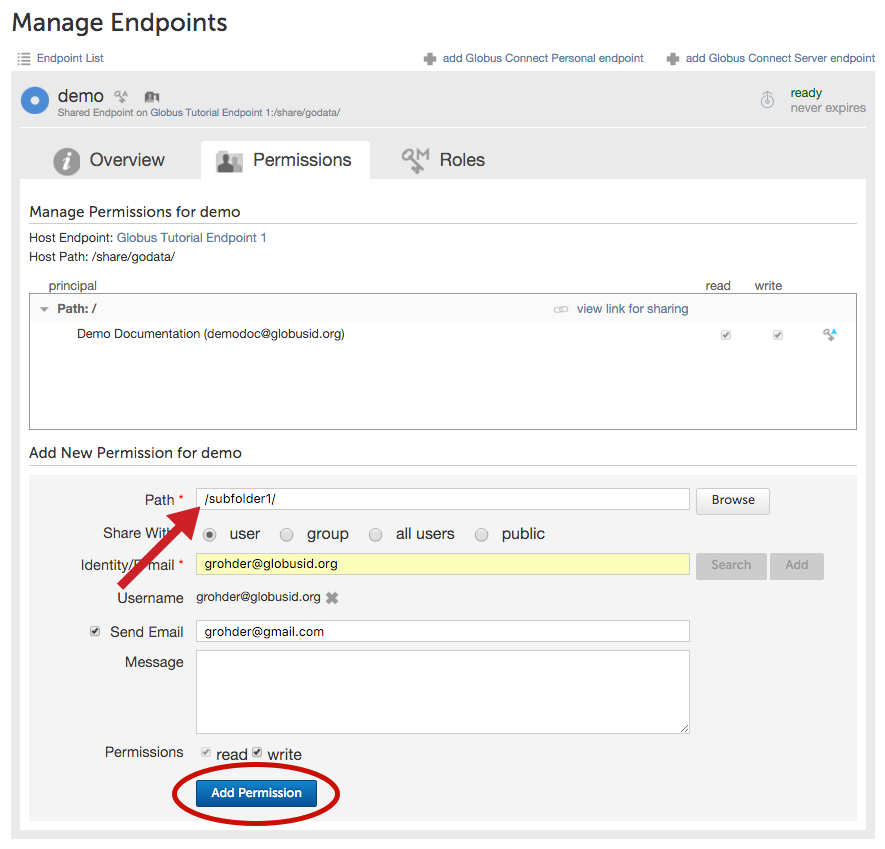 Manage Endpoints
Endpoint List add Globus Connect Personal endpoint add Globus Connect Server endpoint
demo ready
Shared Endpoint on Globus Tutorial Endpoint 1:/share/godata/ never expires
Overview Permissions Roles
Manage Permissions for demo
Host Endpoint: Globus Tutorial Endpoint 1
Host Path: /share/godata/
principal read write
Path: / view link for sharing
Demo Documentation (demodoc@globusid.org)
Add New Permission for demo
Path * /subfolder1/ Browse
Share With user group all users public
Identity/E-mail * grohder@globusid.org Search Add
Username grohder@globusid.org
Send Email grohder@gmail.com
Message
Permissions read write
Add Permission